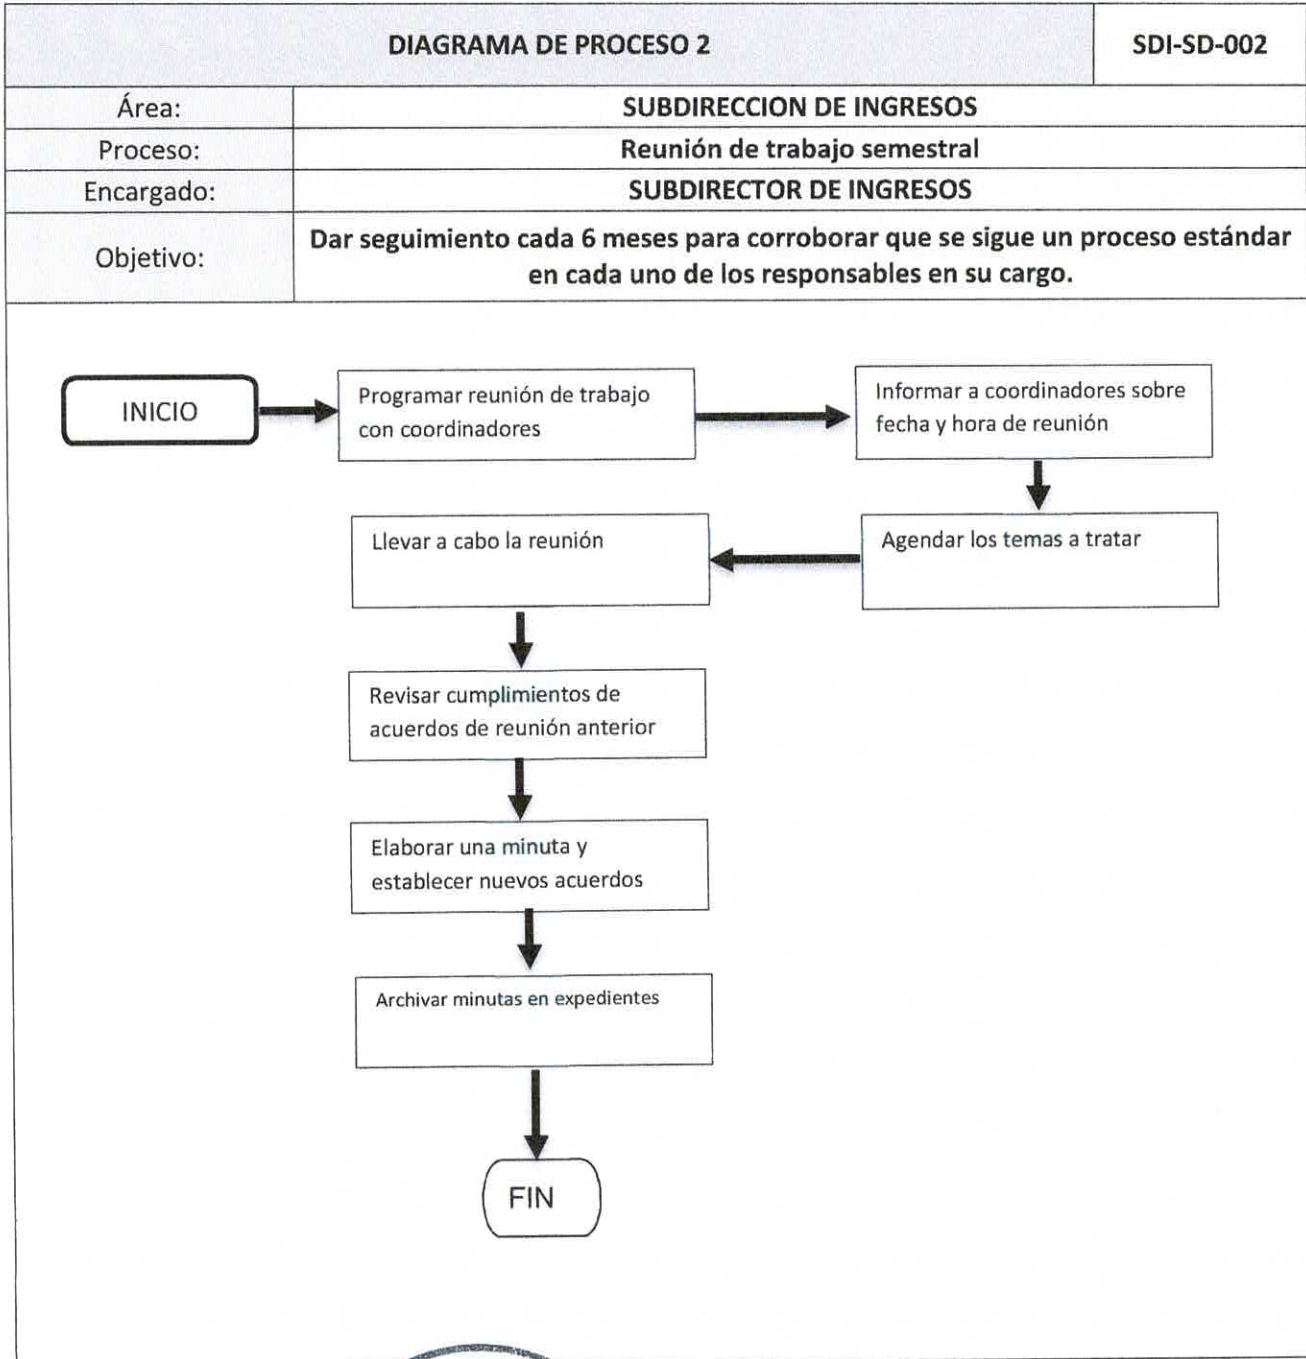 DIAGRAMA DE PROCESO 2
SDI-SD-002
Área:
SUBDIRECCION DE INGRESOS
Proceso:
Reunión de trabajo semestral
Encargado:
SUBDIRECTOR DE INGRESOS
Objetivo:
Dar seguimiento cada 6 meses para corroborar que se sigue un proceso estándar
en cada uno de los responsables en su cargo.
INICIO
Programar reunión de trabajo
con coordinadores
Informar a coordinadores sobre
fecha y hora de reunión
Agendar los temas a tratar
Llevar a cabo la reunión
Revisar cumplimientos de
acuerdos de reunión anterior
Elaborar una minuta y
establecer nuevos acuerdos
Archivar minutas en expedientes
FIN